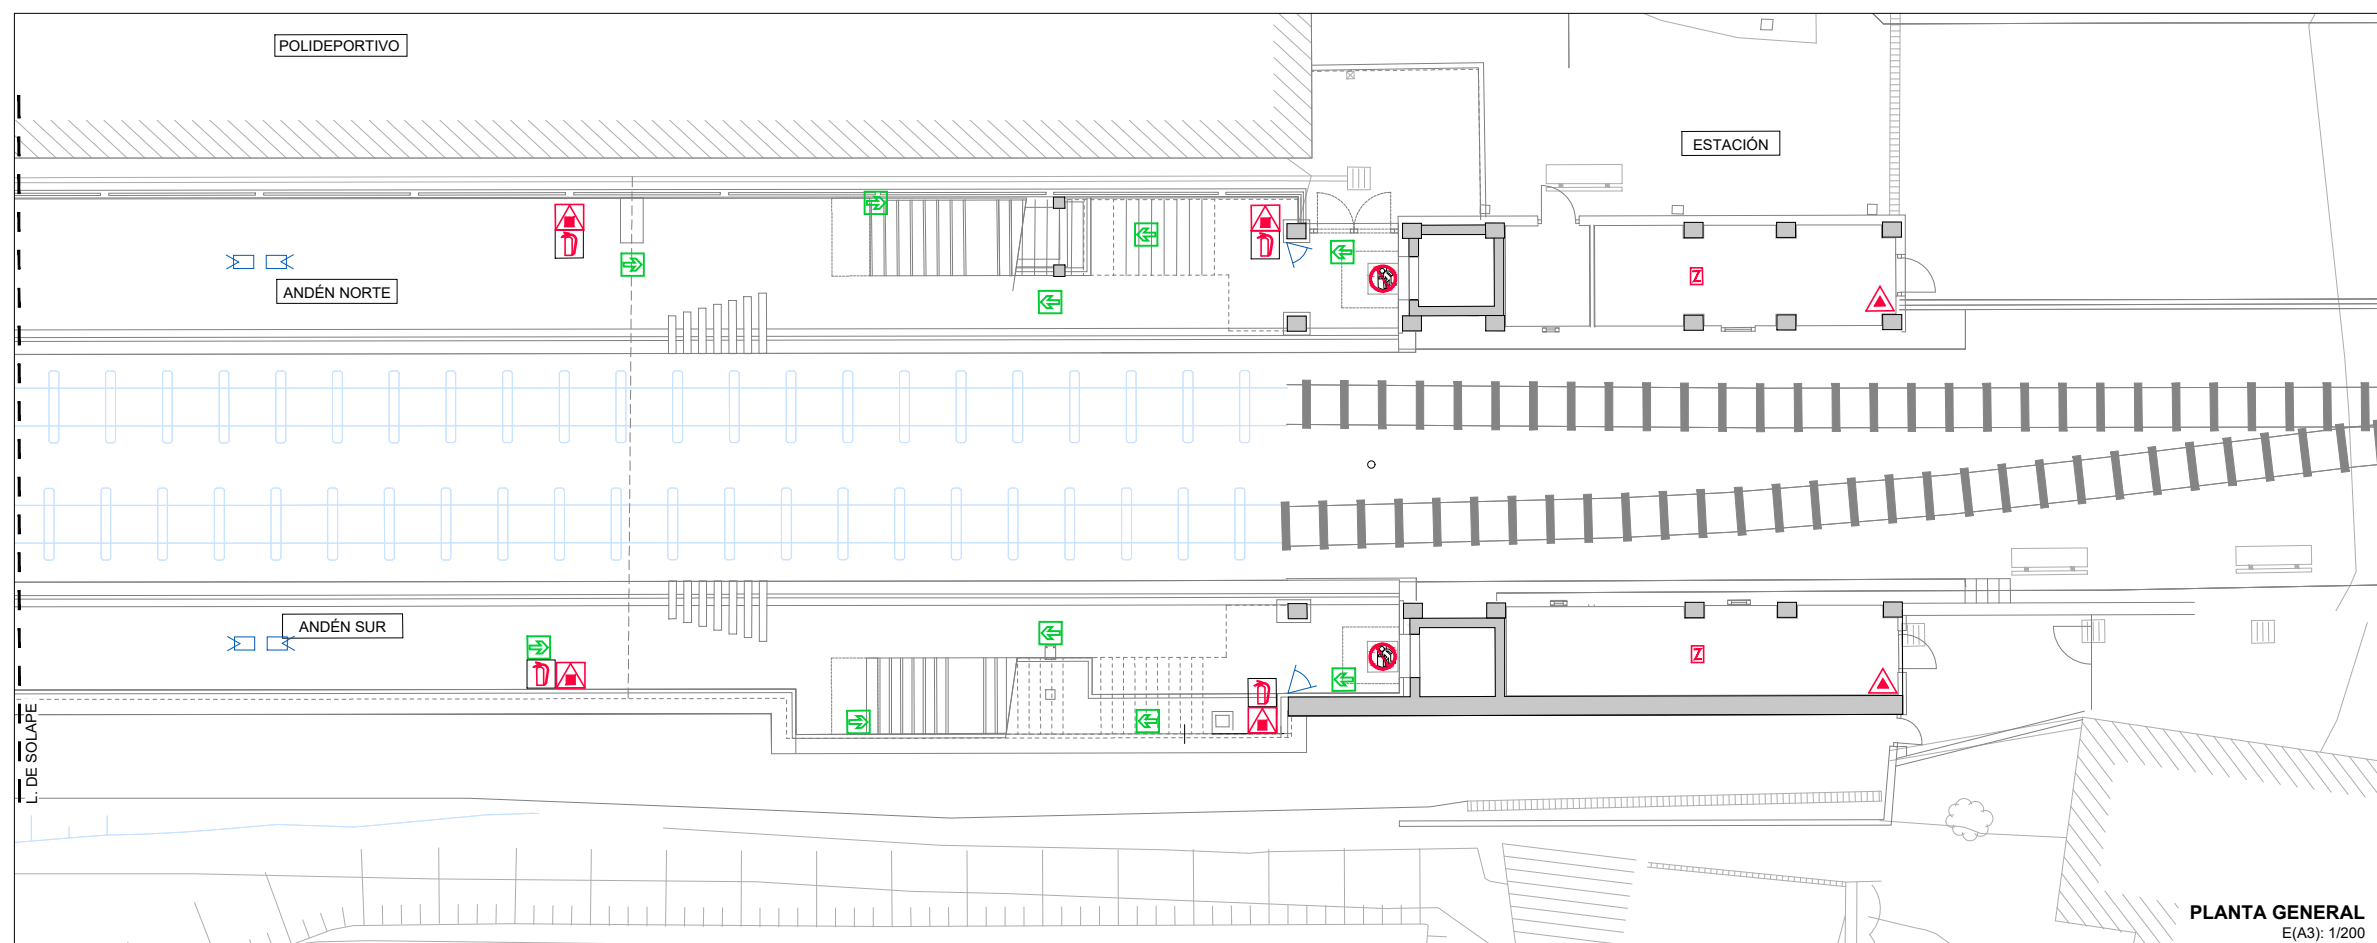 POLIDEPORTIVO
ESTACIÓN
ANDÉN NORTE
Z
ANDÉN SUR
Z
L. DE SOLAPE
PLANTA GENERAL
E(A3): 1/200